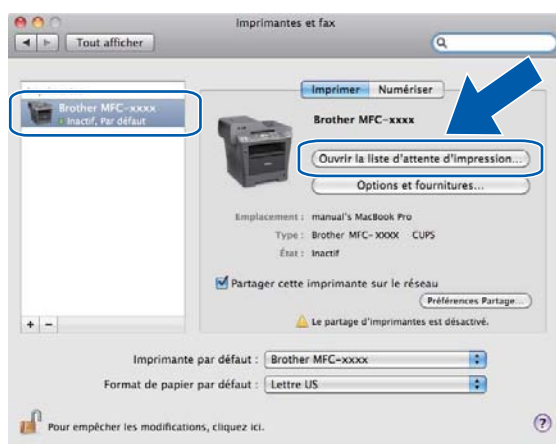 Imprimantes et fax
Tout afficher
Imprimer Numériser
Brother MFC-xxxx
Inactif, Par défaut
Brother MFC-xxxx
Ouvrir la liste d'attente d'impression...
Options et fournitures...
Emplacement : manual's MacBook Pro
Type : Brother MFC-XXXX CUPS
État : Inactif
Partager cette imprimante sur le réseau
Préférences Partage...
Le partage d'imprimantes est désactivé.
+ -
Imprimante par défaut : Brother MFC-xxxx
Format de papier par défaut : Lettre US
Pour empêcher les modifications, cliquez ici.
?